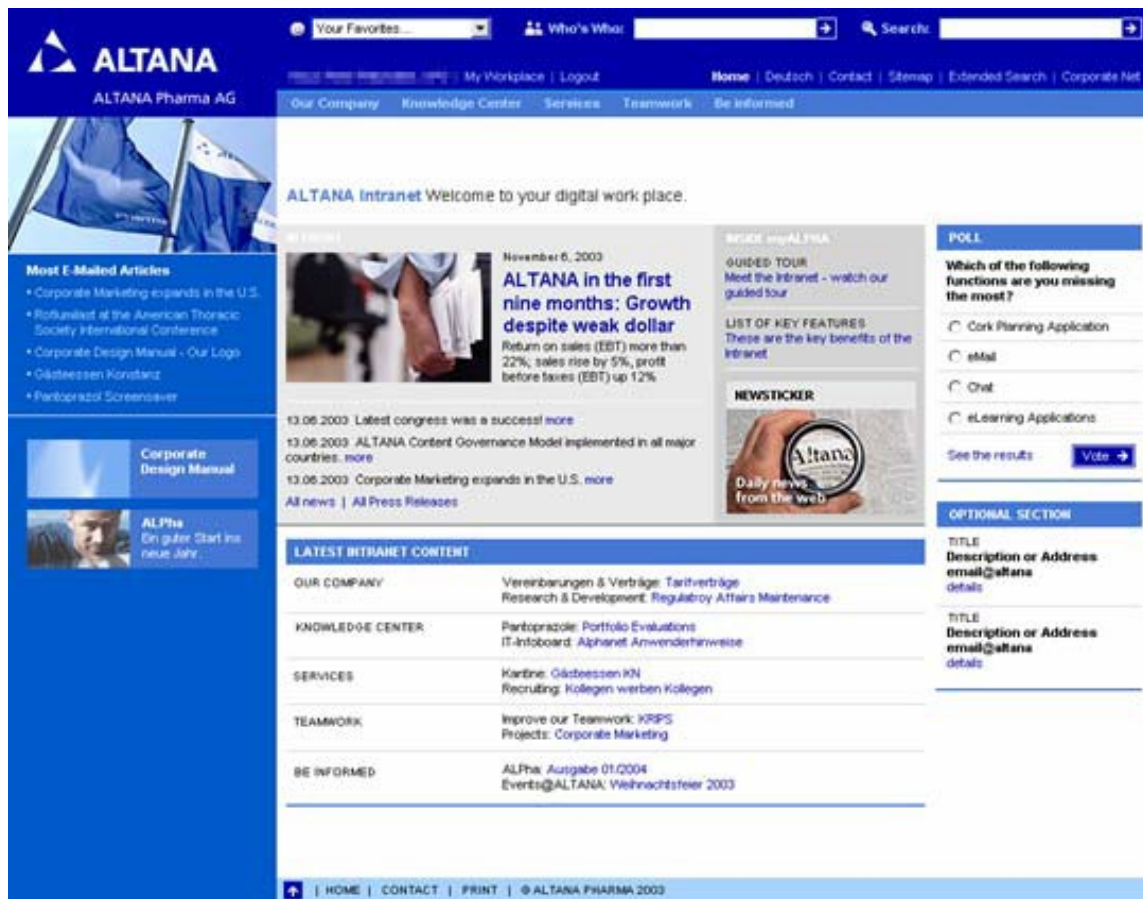 ALTANA
ALTANA Pharma AG
Your Favorites...
Who's Who:
Search:
My Workplace | Logout
Home | Deutsch | Contact | Sitemap | Extended Search | Corporate Net
Our Company Knowledge Center Services Teamwork Be informed
ALTANA Intranet Welcome to your digital work place.
Most E-Mailed Articles
• Corporate Marketing expands in the U.S.
• Roflumilast at the American Thoracic
Society International Conference
• Corporate Design Manual - Our Logo
• Gästeessen Konstanz
• Pantoprazol Screensaver
Corporate
Design Manual
ALPha
Ein guter Start ins
neue Jahr.
November 6, 2003
ALTANA in the first
nine months: Growth
despite weak dollar
Return on sales (EBT) more than
22%; sales rise by 5%, profit
before taxes (EBT) up 12%
13.06.2003 Latest congress was a success! more
13.06.2003 ALTANA Content Governance Model implemented in all major
countries. more
13.06.2003 Corporate Marketing expands in the U.S. more
All news | All Press Releases
INSIDE myALPHA
GUIDED TOUR
Meet the Intranet - watch our
guided tour
LIST OF KEY FEATURES
These are the key benefits of the
Intranet
NEWSTICKER
Altana
Daily news
from the web
POLL
Which of the following
functions are you missing
the most?
Cork Planning Application
eMail
Chat
eLearning Applications
See the results Vote
OPTIONAL SECTION
TITLE
Description or Address
email@altana
details
TITLE
Description or Address
email@altana
details
LATEST INTRANET CONTENT
OUR COMPANY
Vereinbarungen & Verträge: Tarifverträge
Research & Development: Regulatroy Affairs Maintenance
KNOWLEDGE CENTER
Pantoprazole: Portfolio Evaluations
IT-Infoboard: Alphanet Anwenderhinweise
SERVICES
Kantine: Gästeessen KN
Recruiting: Kollegen werben Kollegen
TEAMWORK
Improve our Teamwork: KRIPS
Projects: Corporate Marketing
BE INFORMED
ALPha: Ausgabe 01/2004
Events@ALTANA: Weihnachtsfeier 2003
| HOME | CONTACT | PRINT | © ALTANA PHARMA 2003